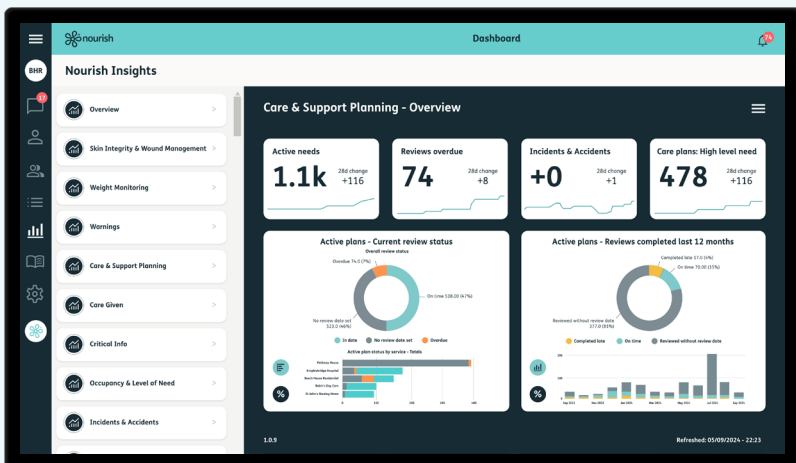 nourish
Dashboard
74
BHR
Nourish Insights
17
Overview
Skin Integrity & Wound Management
Weight Monitoring
Warnings
Care & Support Planning
Care Given
Critical Info
Occupancy & Level of Need
Incidents & Accidents
Care & Support Planning - Overview
Active needs
1.1k
28d change
+116
Reviews overdue
74
28d change
+8
Incidents & Accidents
+0
28d change
+1
Care plans: High level need
478
28d change
+116
Active plans - Current review status
Overall review status
Overdue 74.0 (7%)
On time 508.00 (47%)
No review date set
523.0 (46%)
In date
No review date set
Overdue
Active plan status by service - Totals
Active plans - Reviews completed last 12 months
Completed late 17.0 (4%)
On time 70.00 (15%)
Reviewed without review date
377.0 (81%)
Completed late
On time
Reviewed without review date
%
%
1.0.9
Refreshed: 05/09/2024 - 22:23